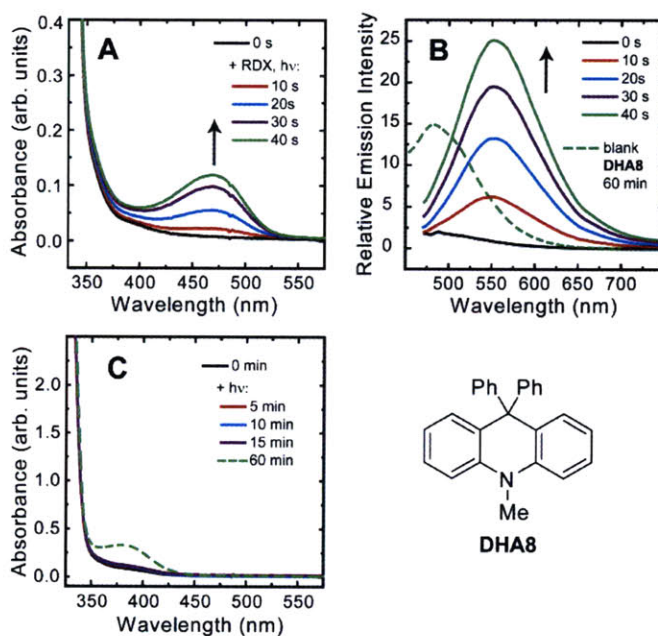 A
Absorbance (arb. units)
0.4
0.3
0.2
0.1
0.0
350 400 450 500 550
Wavelength (nm)
0 s
+ RDX, hν:
10 s
20s
30 s
40 s
B
Relative Emission Intensity
25
20
15
10
5
0
500 550 600 650 700
Wavelength (nm)
0 s
10 s
20 s
30 s
40 s
blank
DHA8
60 min
C
Absorbance (arb. units)
2.0
1.5
1.0
0.5
0.0
350 400 450 500 550
Wavelength (nm)
0 min
+ hν:
5 min
10 min
15 min
60 min
Ph Ph
N
Me
DHA8